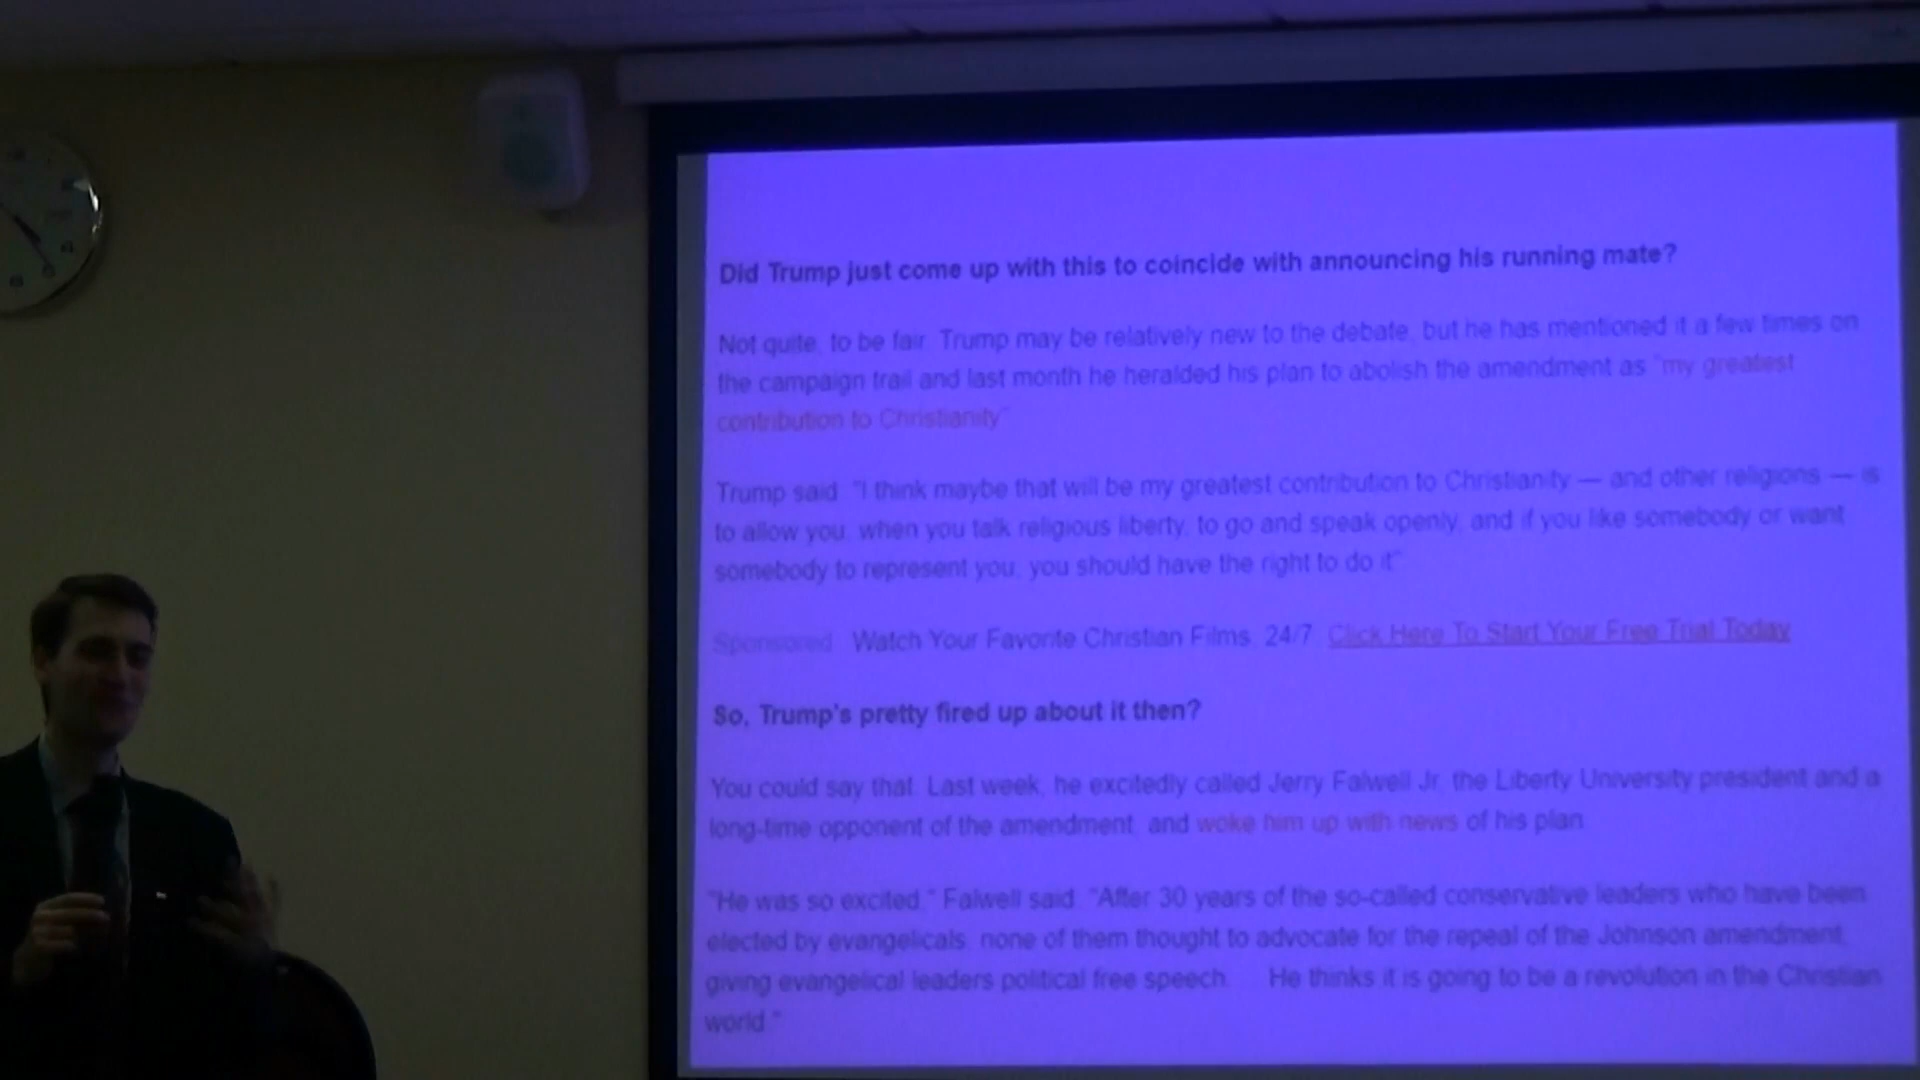 Did Trump just come up with this to coincide with announcing his running mate?
Not quite, to be fair. Trump may be relatively new to the debate, but he has mentioned it a few times on
the campaign trail and last month he heralded his plan to abolish the amendment as "my greatest
contribution to Christianity"
Trump said: "I think maybe that will be my greatest contribution to Christianity — and other religions — is
to allow you, when you talk religious liberty, to go and speak openly, and if you like somebody or want
somebody to represent you, you should have the right to do it"
Sponsored Watch Your Favorite Christian Films, 24/7. Click Here To Start Your Free Trial Today
So, Trump's pretty fired up about it then?
You could say that. Last week, he excitedly called Jerry Falwell Jr, the Liberty University president and a
long-time opponent of the amendment, and woke him up with news of his plan.
"He was so excited," Falwell said. "After 30 years of the so-called conservative leaders who have been
elected by evangelicals, none of them thought to advocate for the repeal of the Johnson amendment,
giving evangelical leaders political free speech. He thinks it is going to be a revolution in the Christian
world."
4
5
6